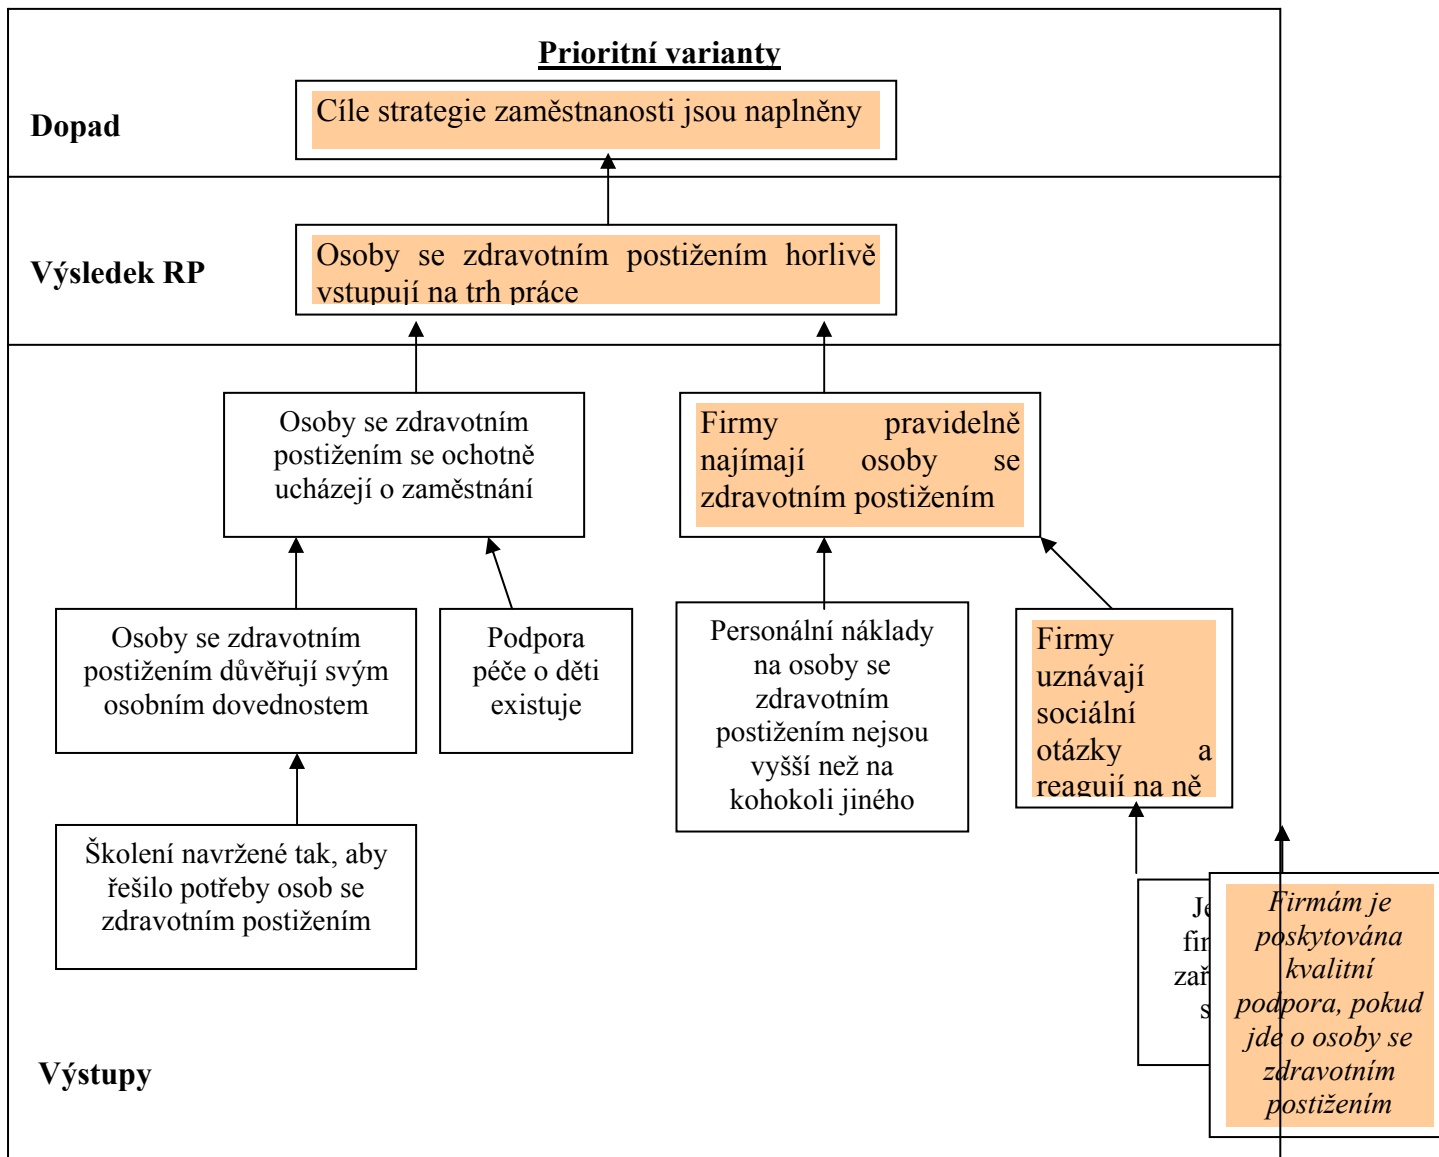 Prioritní varianty
Dopad
Cíle strategie zaměstnanosti jsou naplněny
Výsledek RP
Osoby se zdravotním postižením horlivě
vstupují na trh práce
Osoby se zdravotním
postižením se ochotně
ucházejí o zaměstnání
Firmy pravidelně
najímají osoby se
zdravotním postižením
Osoby se zdravotním
postižením důvěřují svým
osobním dovednostem
Podpora
péče o děti
existuje
Personální náklady
na osoby se
zdravotním
postižením nejsou
vyšší než na
kohokoli jiného
Firmy
uznávají
sociální
otázky a
reagují na ně
Školení navržené tak, aby
řešilo potřeby osob se
zdravotním postižením
Firmám je
poskytována
kvalitní
podpora, pokud
jde o osoby se
zdravotním
postižením
Výstupy